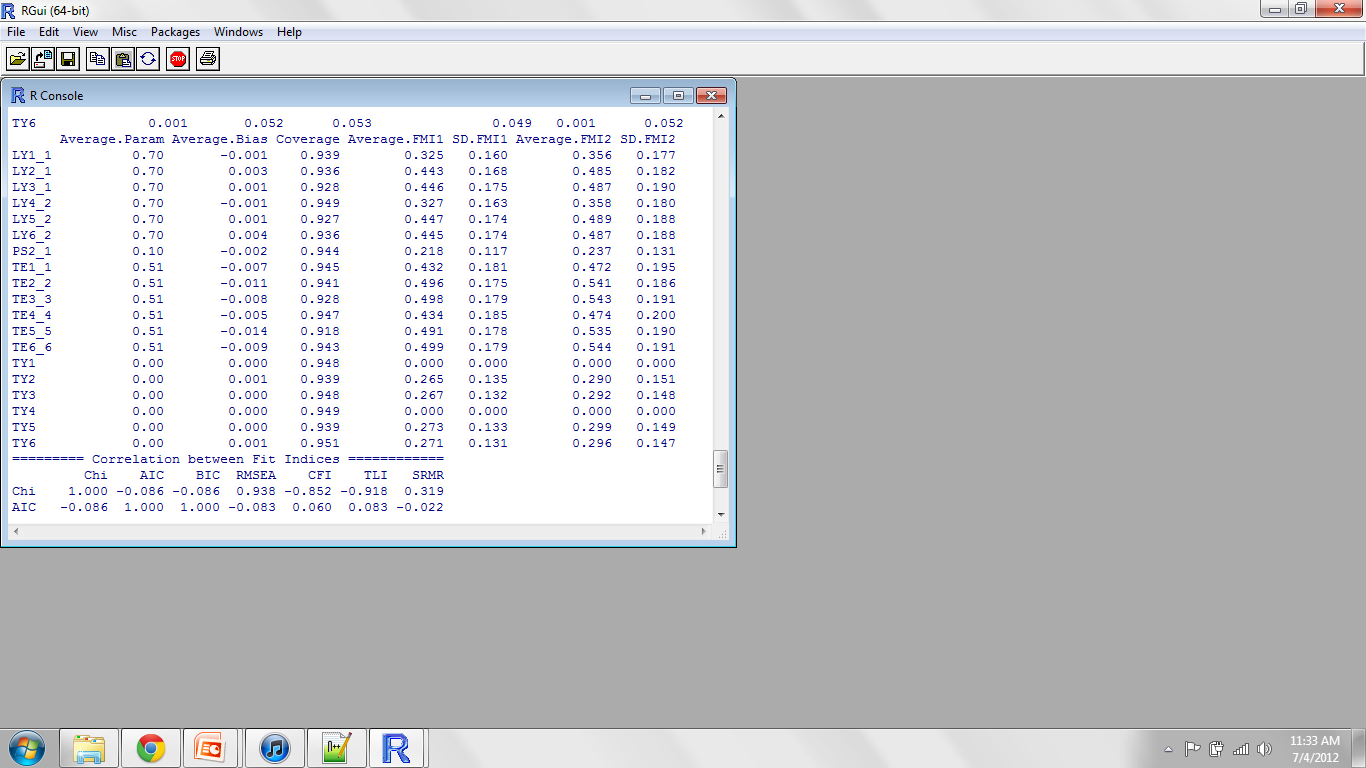 RGui (64-bit)
File Edit View Misc Packages Windows Help
STOP
R Console
TY6 0.001 0.052 0.053 0.049 0.001 0.052
Average.Param Average.Bias Coverage Average.FMI1 SD.FMI1 Average.FMI2 SD.FMI2
LY1_1 0.70 -0.001 0.939 0.325 0.160 0.356 0.177
LY2_1 0.70 0.003 0.936 0.443 0.168 0.485 0.182
LY3_1 0.70 0.001 0.928 0.446 0.175 0.487 0.190
LY4_2 0.70 -0.001 0.949 0.327 0.163 0.358 0.180
LY5_2 0.70 0.001 0.927 0.447 0.174 0.489 0.188
LY6_2 0.70 0.004 0.936 0.445 0.174 0.487 0.188
PS2_1 0.10 -0.002 0.944 0.218 0.117 0.237 0.131
TE1_1 0.51 -0.007 0.945 0.432 0.181 0.472 0.195
TE2_2 0.51 -0.011 0.941 0.496 0.175 0.541 0.186
TE3_3 0.51 -0.008 0.928 0.498 0.179 0.543 0.191
TE4_4 0.51 -0.005 0.947 0.434 0.185 0.474 0.200
TE5_5 0.51 -0.014 0.918 0.491 0.178 0.535 0.190
TE6_6 0.51 -0.009 0.943 0.499 0.179 0.544 0.191
TY1 0.00 0.000 0.948 0.000 0.000 0.000 0.000
TY2 0.00 0.001 0.939 0.265 0.135 0.290 0.151
TY3 0.00 0.000 0.948 0.267 0.132 0.292 0.148
TY4 0.00 0.000 0.949 0.000 0.000 0.000 0.000
TY5 0.00 0.000 0.939 0.273 0.133 0.299 0.149
TY6 0.00 0.001 0.951 0.271 0.131 0.296 0.147
========= Correlation between Fit Indices ============
Chi AIC BIC RMSEA CFI TLI SRMR
Chi 1.000 -0.086 -0.086 0.938 -0.852 -0.918 0.319
AIC -0.086 1.000 1.000 -0.083 0.060 0.083 -0.022
11:33 AM
7/4/2012